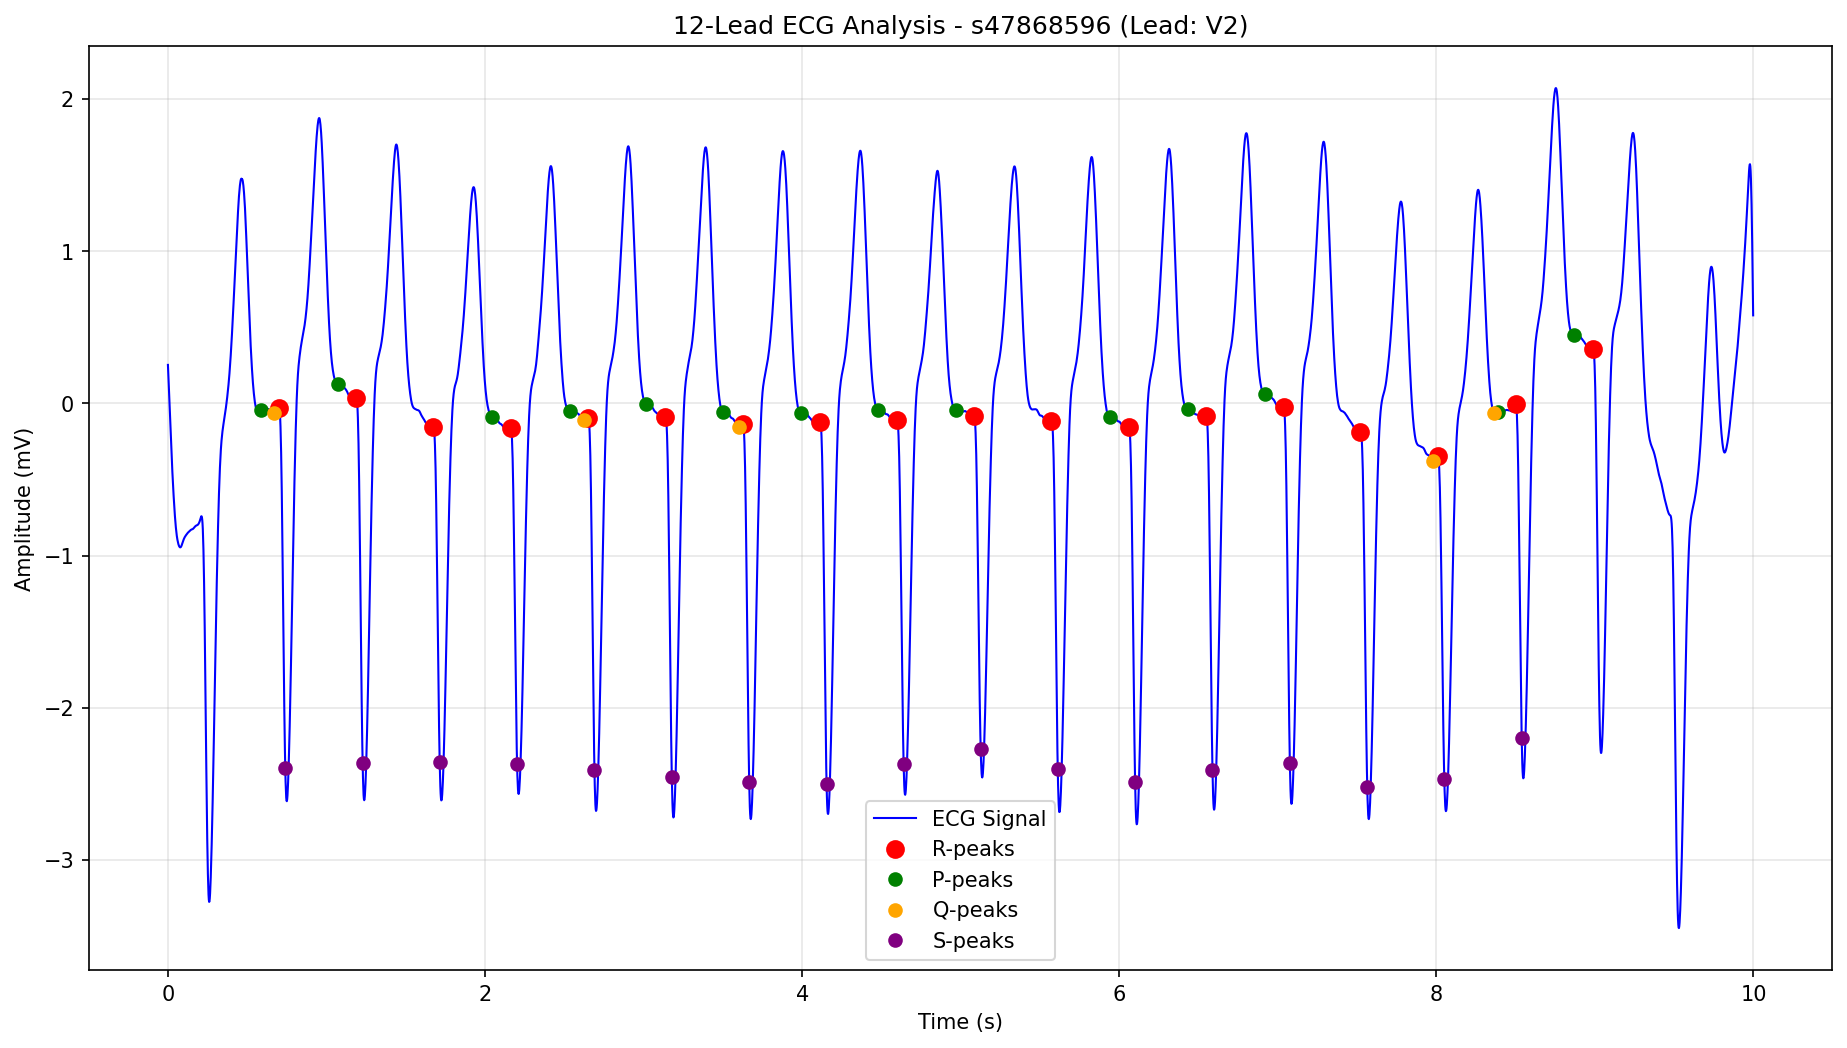 12-Lead ECG Analysis - s47868596 (Lead: V2)
Amplitude (mV)
2
1
0
−1
−2
−3
ECG Signal
R-peaks
P-peaks
Q-peaks
S-peaks
0 2 4 6 8 10
Time (s)